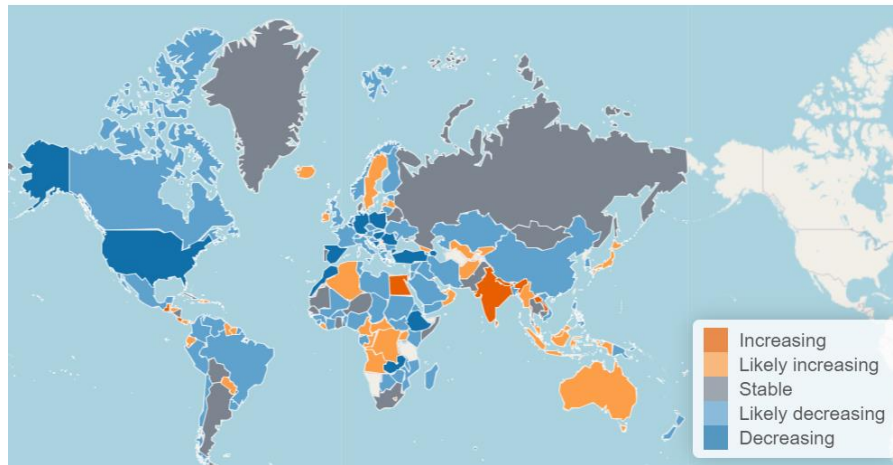 Increasing
Likely increasing
Stable
Likely decreasing
Decreasing